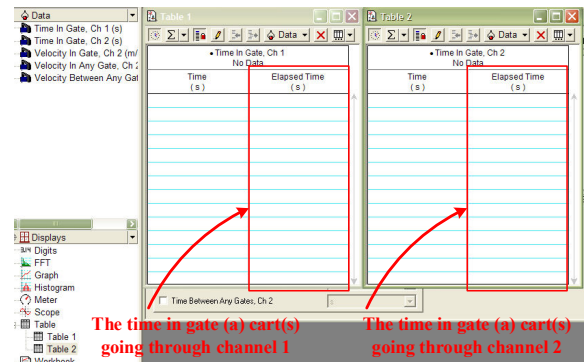 Data
Time In Gate, Ch 1 (s)
Time In Gate, Ch 2 (s)
Velocity In Gate, Ch 2 (m/
Velocity In Any Gate, Ch 2
Velocity Between Any Gat
Displays
Digits
FFT
Graph
Histogram
Meter
Scope
Table
Table 1
Table 2
Workbook
Table 1
Σ Data
• Time In Gate, Ch 1
No Data
Time Elapsed Time
( s ) ( s )
Table 2
Σ Data
• Time In Gate, Ch 2
No Data
Time Elapsed Time
( s ) ( s )
Time Between Any Gates, Ch 2
s
The time in gate (a) cart(s)
going through channel 1
The time in gate (a) cart(s)
going through channel 2